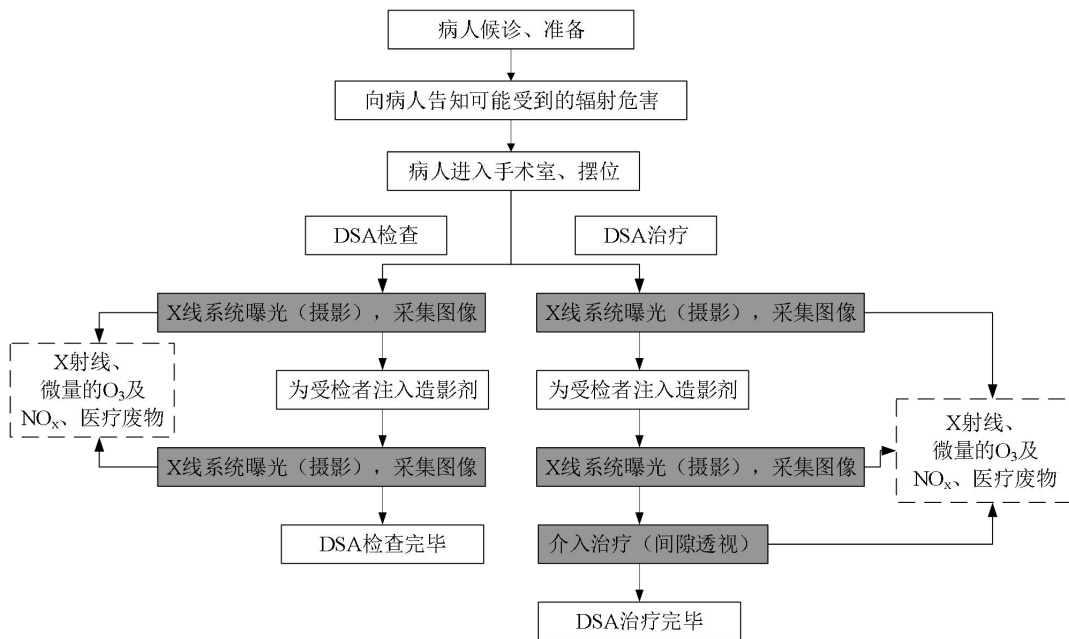 病人候诊、准备
向病人告知可能受到的辐射危害
病人进入手术室、摆位
DSA检查
DSA治疗
X线系统曝光（摄影），采集图像
X线系统曝光（摄影），采集图像
X射线、
微量的O₃及
NOₓ、医疗废物
为受检者注入造影剂
为受检者注入造影剂
X射线、
微量的O₃及
NOₓ、医疗废物
X线系统曝光（摄影），采集图像
X线系统曝光（摄影），采集图像
DSA检查完毕
介入治疗（间隙透视）
DSA治疗完毕